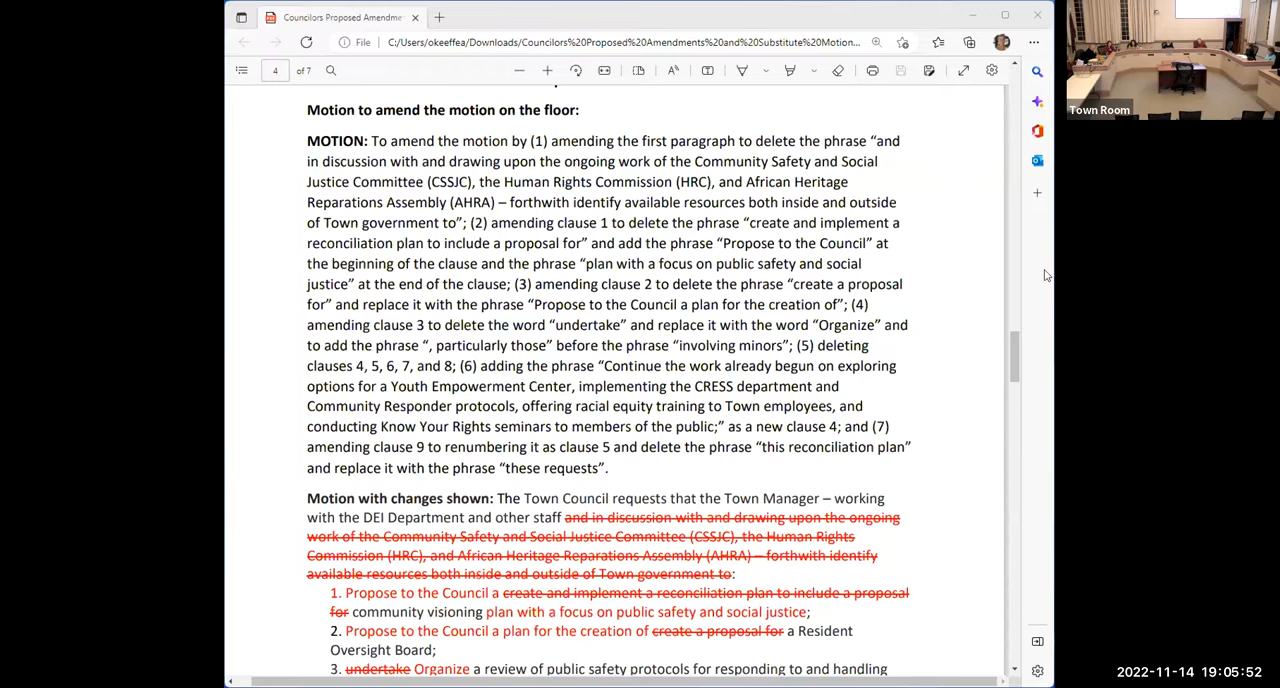 Councilors Proposed Amendme
File
C:/Users/okeeffea/Downloads/Councilors%20Proposed%20Amendments%20and%20Substitute%20Motion...
4 of 7
Town Room
Motion to amend the motion on the floor:
MOTION: To amend the motion by (1) amending the first paragraph to delete the phrase “and
in discussion with and drawing upon the ongoing work of the Community Safety and Social
Justice Committee (CSSJC), the Human Rights Commission (HRC), and African Heritage
Reparations Assembly (AHRA) – forthwith identify available resources both inside and outside
of Town government to”; (2) amending clause 1 to delete the phrase “create and implement a
reconciliation plan to include a proposal for” and add the phrase “Propose to the Council” at
the beginning of the clause and the phrase “plan with a focus on public safety and social
justice” at the end of the clause; (3) amending clause 2 to delete the phrase “create a proposal
for” and replace it with the phrase “Propose to the Council a plan for the creation of”; (4)
amending clause 3 to delete the word “undertake” and replace it with the word “Organize” and
to add the phrase “, particularly those” before the phrase “involving minors”; (5) deleting
clauses 4, 5, 6, 7, and 8; (6) adding the phrase “Continue the work already begun on exploring
options for a Youth Empowerment Center, implementing the CRESS department and
Community Responder protocols, offering racial equity training to Town employees, and
conducting Know Your Rights seminars to members of the public;” as a new clause 4; and (7)
amending clause 9 to renumbering it as clause 5 and delete the phrase “this reconciliation plan”
and replace it with the phrase “these requests”.
Motion with changes shown: The Town Council requests that the Town Manager – working
with the DEI Department and other staff and in discussion with and drawing upon the ongoing
work of the Community Safety and Social Justice Committee (CSSJC), the Human Rights
Commission (HRC), and African Heritage Reparations Assembly (AHRA) – forthwith identify
available resources both inside and outside of Town government to:
1. Propose to the Council a create and implement a reconciliation plan to include a proposal
for community visioning plan with a focus on public safety and social justice;
2. Propose to the Council a plan for the creation of create a proposal for a Resident
Oversight Board;
3. undertake Organize a review of public safety protocols for responding to and handling
2022-11-14 19:05:52